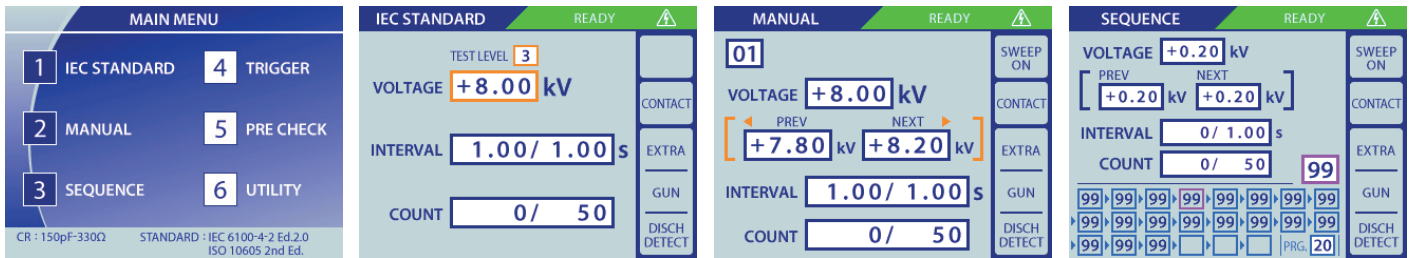 MAIN MENU
1 IEC STANDARD 4 TRIGGER
2 MANUAL 5 PRE CHECK
3 SEQUENCE 6 UTILITY
CR : 150pF-330Ω STANDARD : IEC 6100-4-2 Ed.2.0
ISO 10605 2nd Ed.
IEC STANDARD READY
TEST LEVEL 3
VOLTAGE +8.00 kV
CONTACT
INTERVAL 1.00/ 1.00 s
EXTRA
GUN
COUNT 0/ 50
DISCH
DETECT
MANUAL READY
01
SWEEP
ON
VOLTAGE +8.00 kV
CONTACT
PREV NEXT
+7.80 kV +8.20 kV
EXTRA
INTERVAL 1.00/ 1.00 s
GUN
COUNT 0/ 50
DISCH
DETECT
SEQUENCE READY
VOLTAGE +0.20 kV
SWEEP
ON
PREV NEXT
+0.20 kV +0.20 kV
CONTACT
INTERVAL 0/ 1.00 s
EXTRA
COUNT 0/ 50
99
GUN
99 99 99 99 99 99 99 99
99 99 99 99 99 99 99 99
99 99 99 PRG. 20
DISCH
DETECT